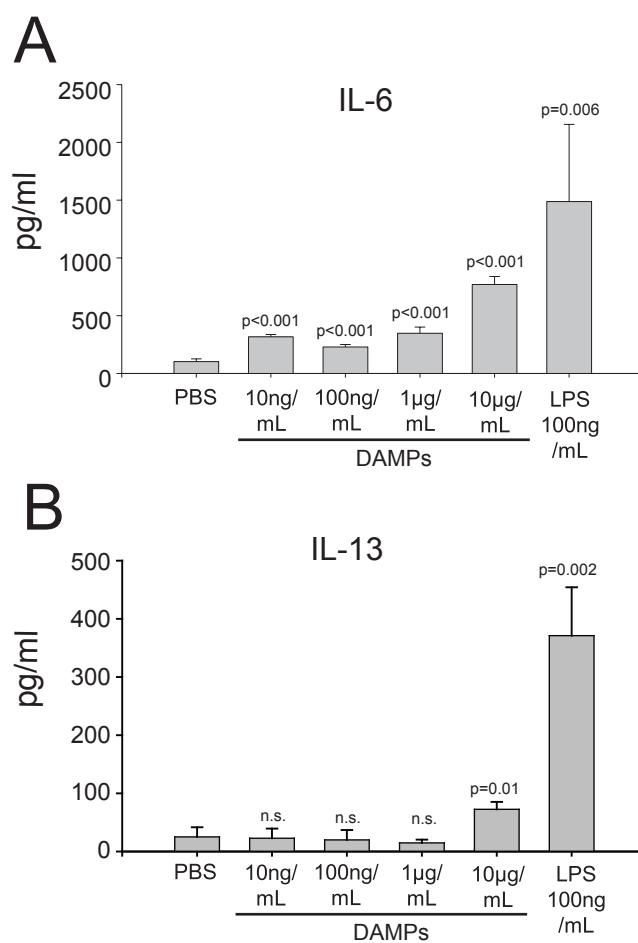 A
IL-6
pg/ml
2500
2000
1500
1000
500
0
p<0.001
p<0.001
p<0.001
p<0.001
p=0.006
PBS 10ng/ 100ng/ 1µg/ 10µg/ LPS
mL mL mL mL 100ng
/mL
DAMPs
B
IL-13
pg/ml
500
400
300
200
100
0
n.s.
n.s.
n.s.
p=0.01
p=0.002
PBS 10ng/ 100ng/ 1µg/ 10µg/ LPS
mL mL mL mL 100ng
/mL
DAMPs